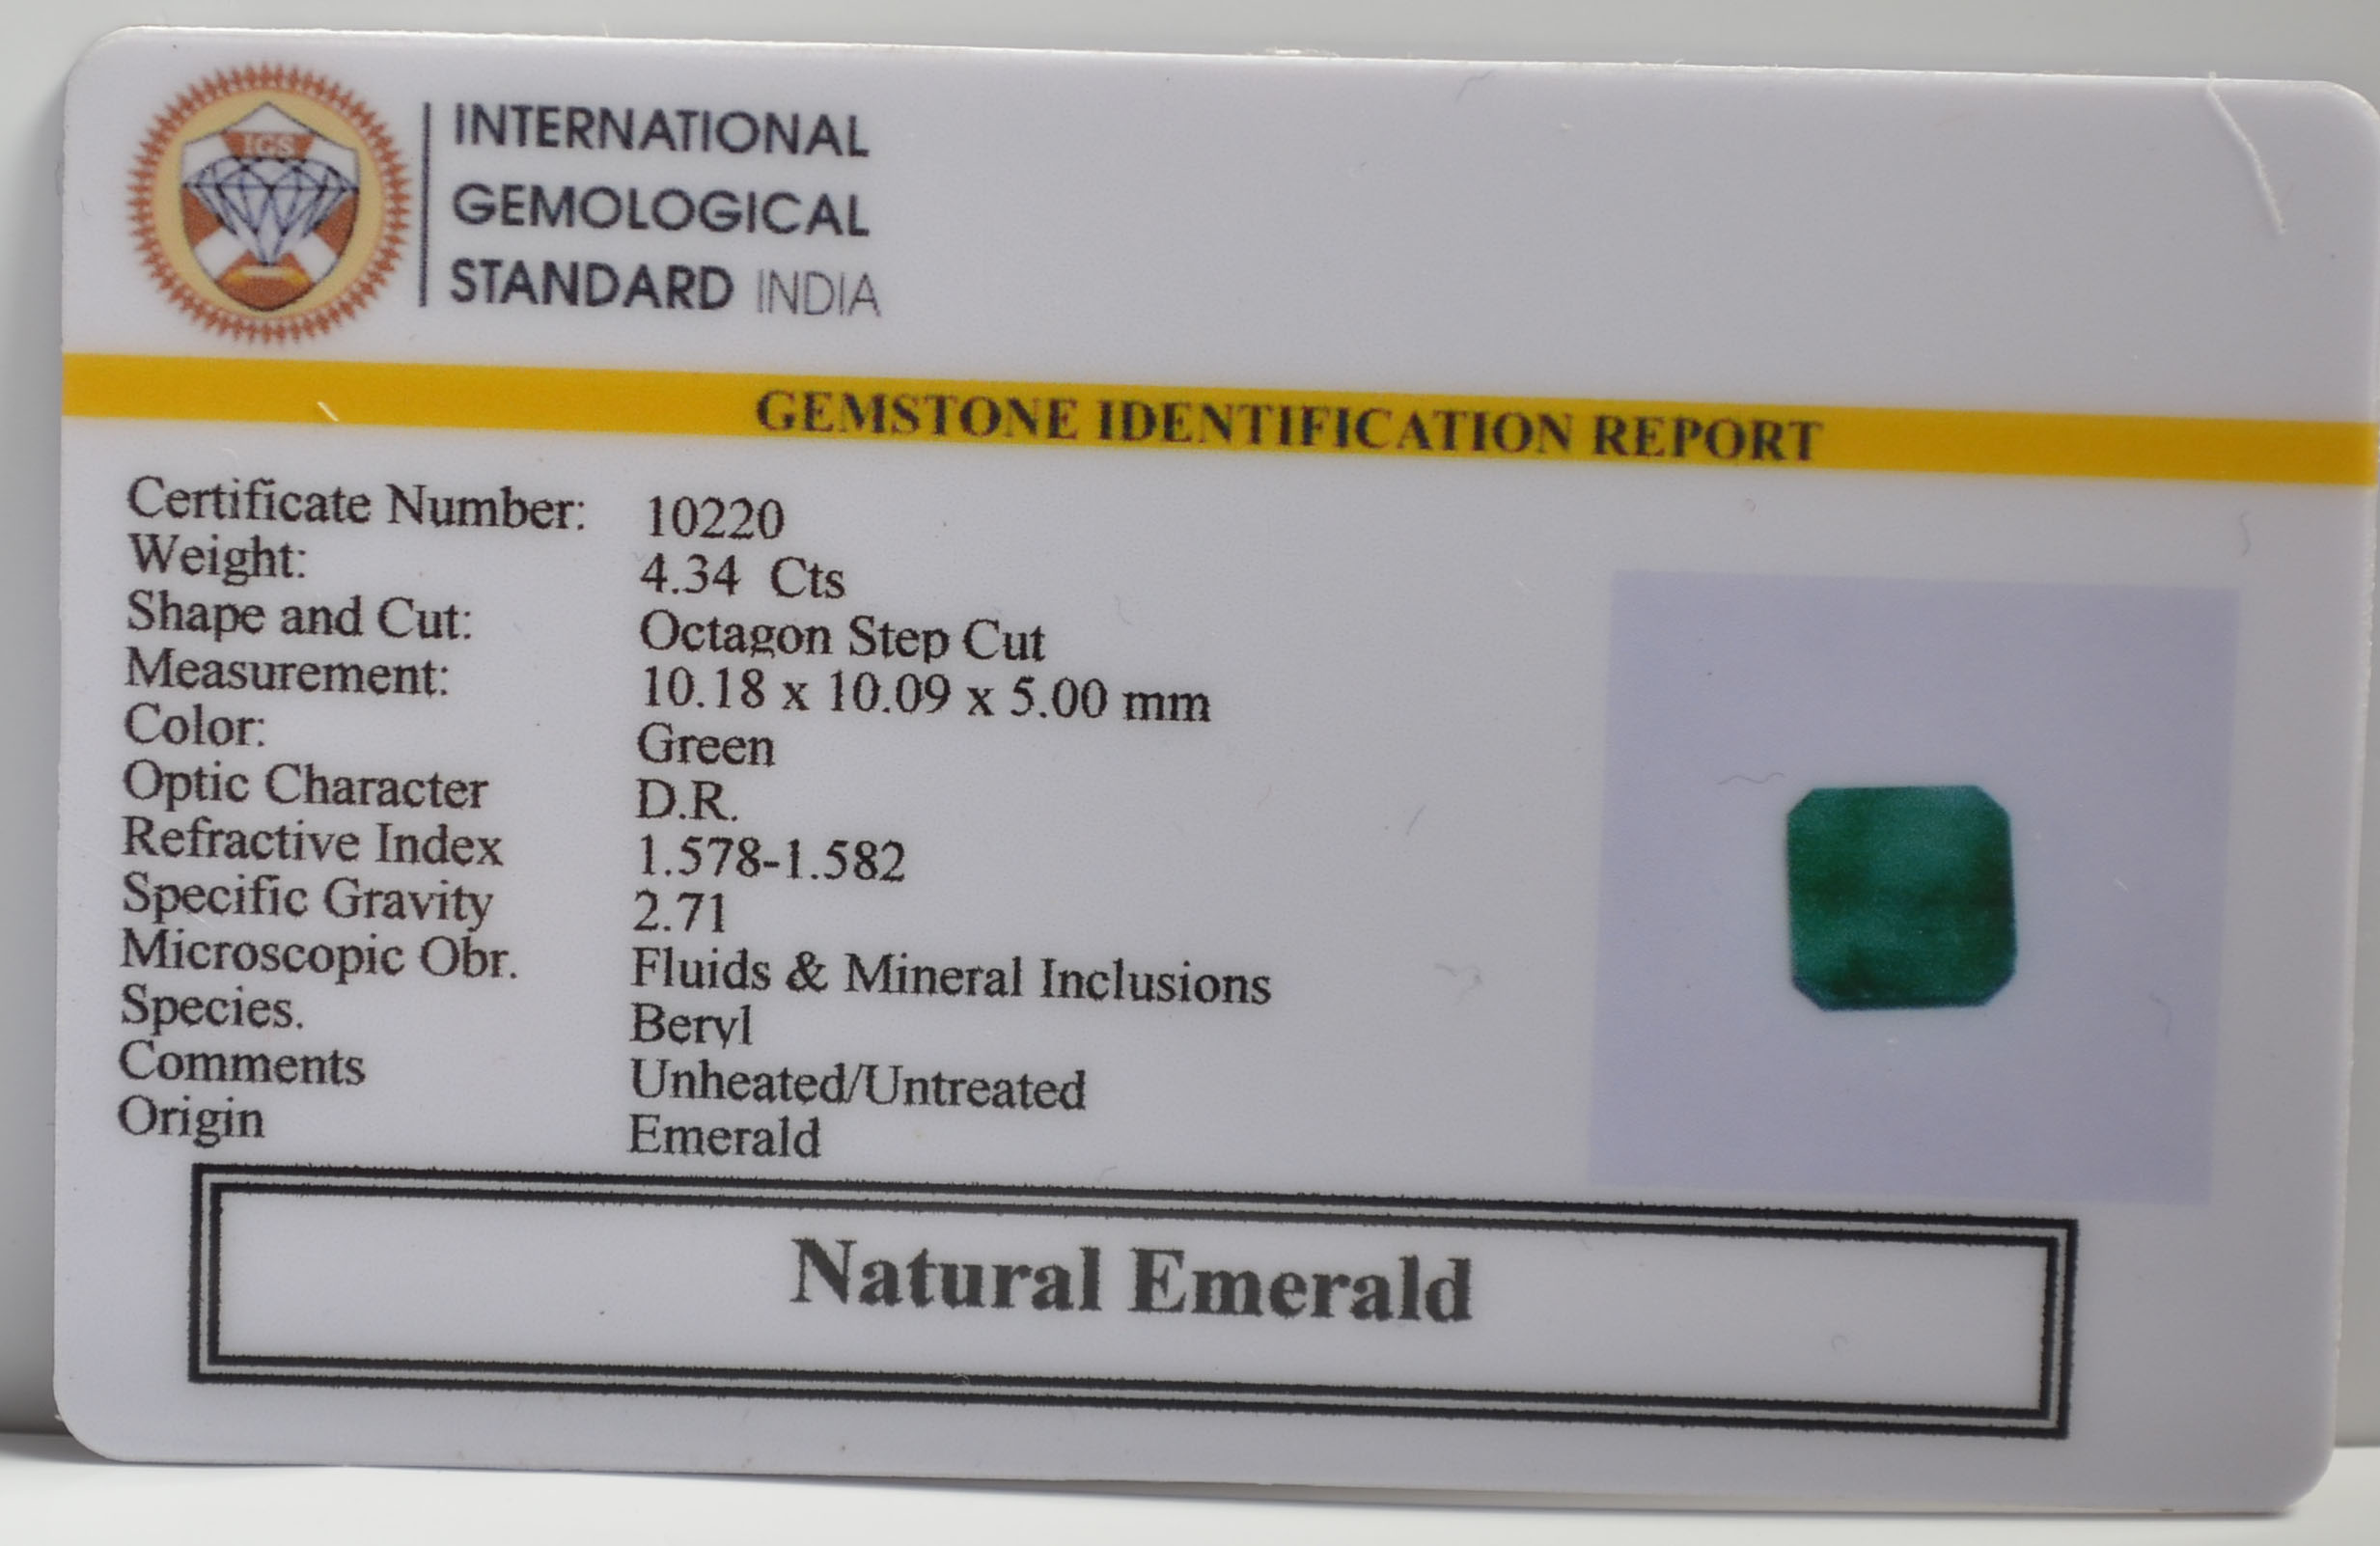 IGS
INTERNATIONAL
GEMOLOGICAL
STANDARD INDIA
GEMSTONE IDENTIFICATION REPORT
Certificate Number: 10220
Weight: 4.34 Cts
Shape and Cut: Octagon Step Cut
Measurement: 10.18 x 10.09 x 5.00 mm
Color: Green
Optic Character D.R.
Refractive Index 1.578-1.582
Specific Gravity 2.71
Microscopic Obr. Fluids & Mineral Inclusions
Species. Beryl
Comments Unheated/Untreated
Origin Emerald
Natural Emerald